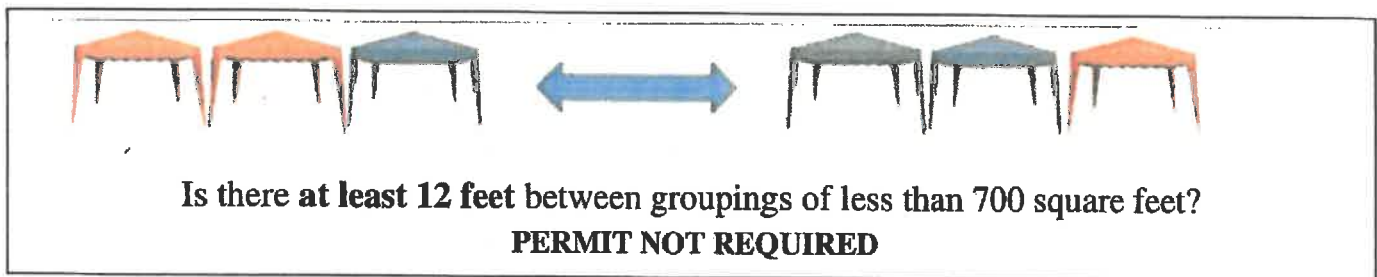 Is there at least 12 feet between groupings of less than 700 square feet?
PERMIT NOT REQUIRED